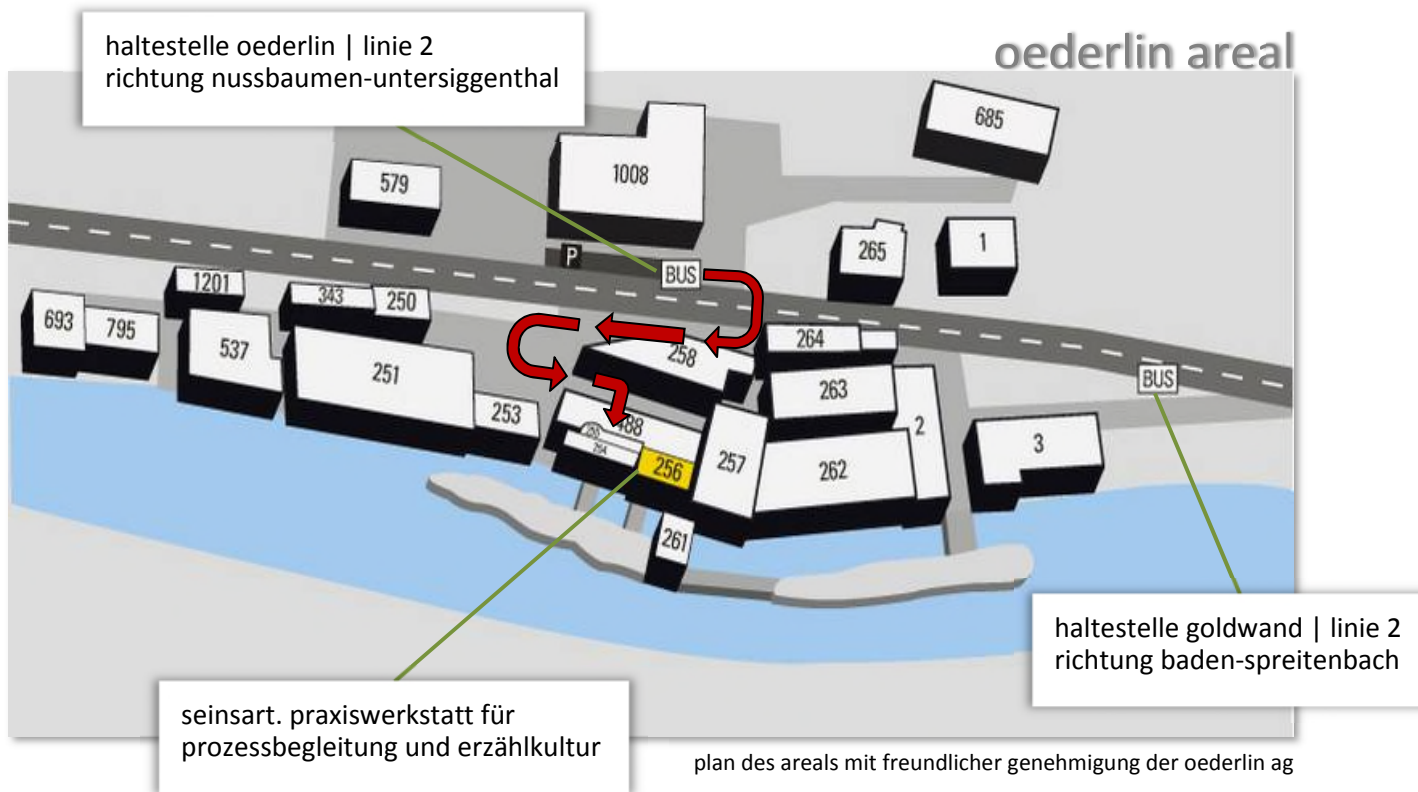 haltestelle oederlin | linie 2
richtung nussbaumen-untersiggenthal
oederlin areal
685
579
1008
265
1
P
BUS
1201
343
250
693
795
537
251
253
258
264
263
BUS
2
3
488
255
254
256
257
262
261
haltestelle goldwand | linie 2
richtung baden-spreitenbach
seinsart. praxiswerkstatt für
prozessbegleitung und erzählkultur
plan des areals mit freundlicher genehmigung der oederlin ag